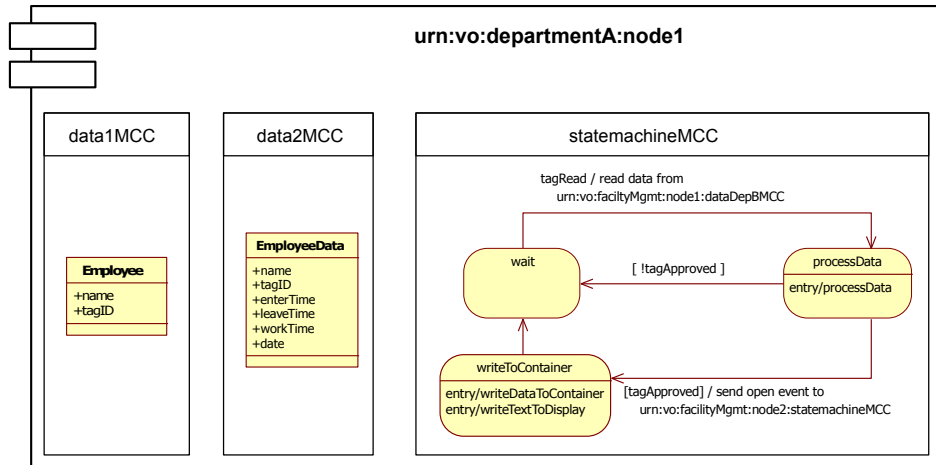 urn:vo:departmentA:node1
data1MCC
data2MCC
statemachineMCC
Employee
+name
+tagID
EmployeeData
+name
+tagID
+enterTime
+leaveTime
+workTime
+date
tagRead / read data from
urn:vo:faciltyMgmt:node1:dataDepBMCC
wait
[ !tagApproved ]
processData
entry/processData
writeToContainer
entry/writeDataToContainer
entry/writeTextToDisplay
[tagApproved] / send open event to
urn:vo:facilityMgmt:node2:statemachineMCC